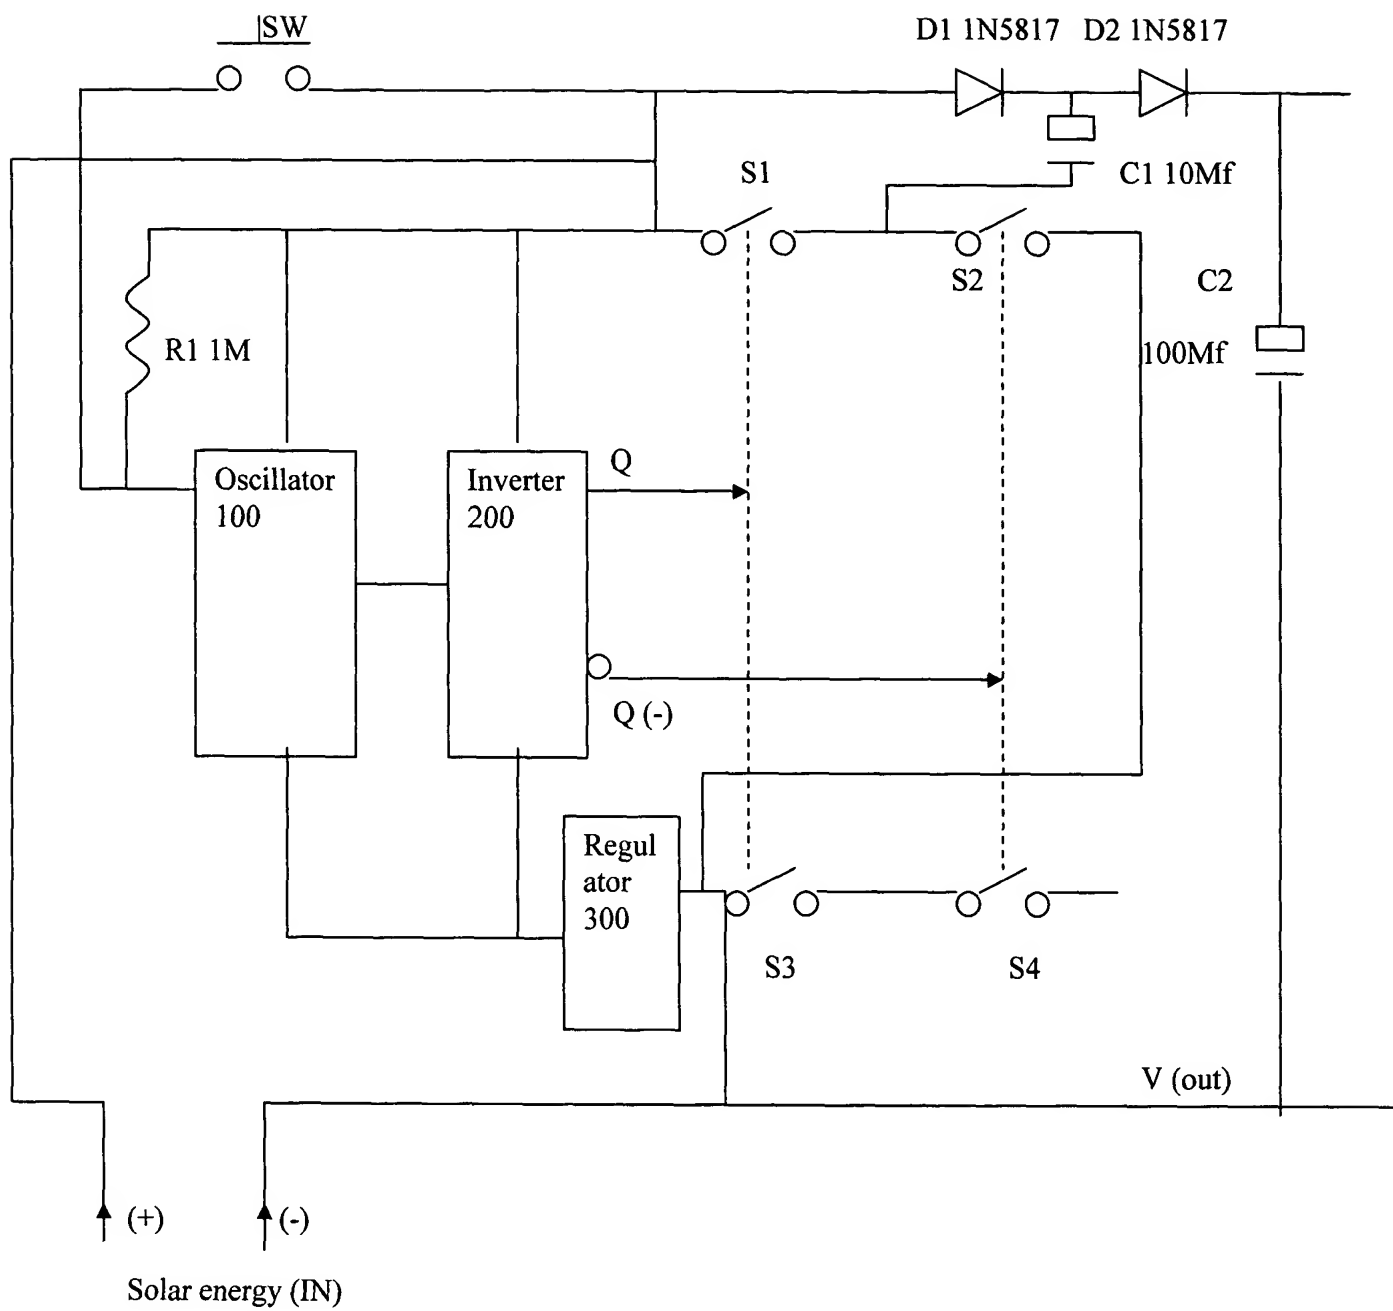 SW
D1 1N5817 D2 1N5817
S1
C1 10Mf
S2
C2
R1 1M
100Mf
Oscillator
100
Inverter
200
Q
Q (-)
Regul
ator
300
S3
S4
V (out)
(+)
(-)
Solar energy (IN)